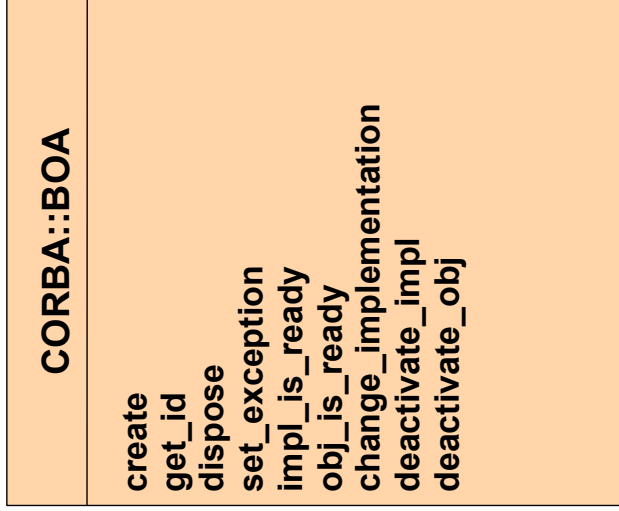 CORBA::BOA
create
get_id
dispose
set_exception
impl_is_ready
obj_is_ready
change_implementation
deactivate_impl
deactivate_obj